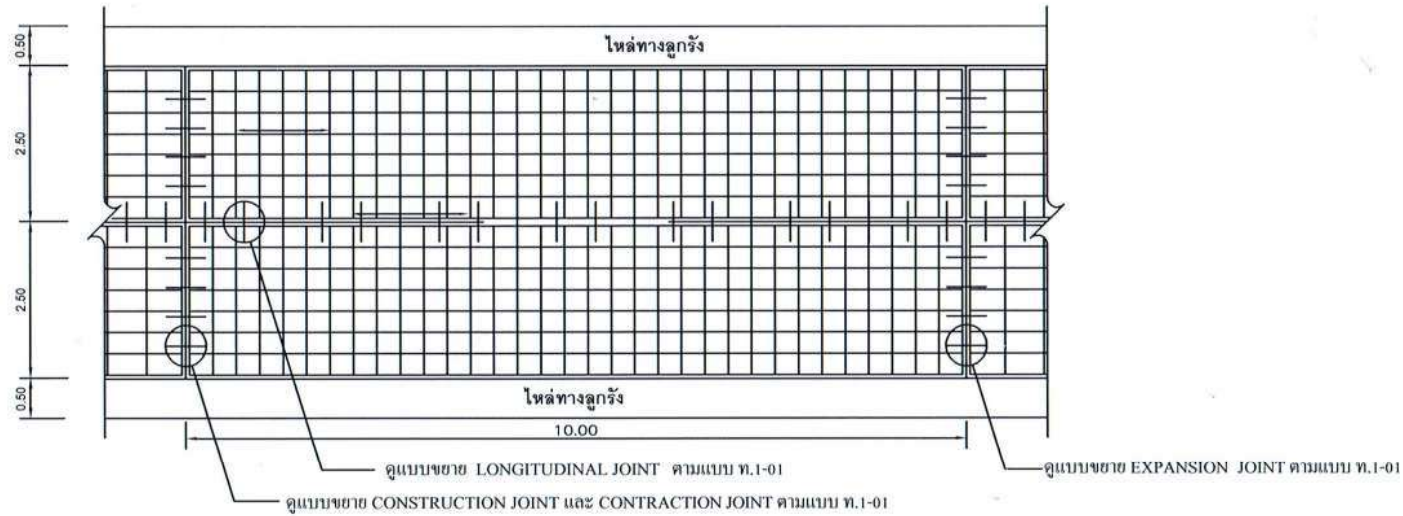 0.50
ไหล่ทางลูกรัง
2.50
2.50
0.50
ไหล่ทางลูกรัง
10.00
ดูแบบขยาย LONGITUDINAL JOINT ตามแบบ ท.1-01
ดูแบบขยาย EXPANSION JOINT ตามแบบ ท.1-01
ดูแบบขยาย CONSTRUCTION JOINT และ CONTRACTION JOINT ตามแบบ ท.1-01